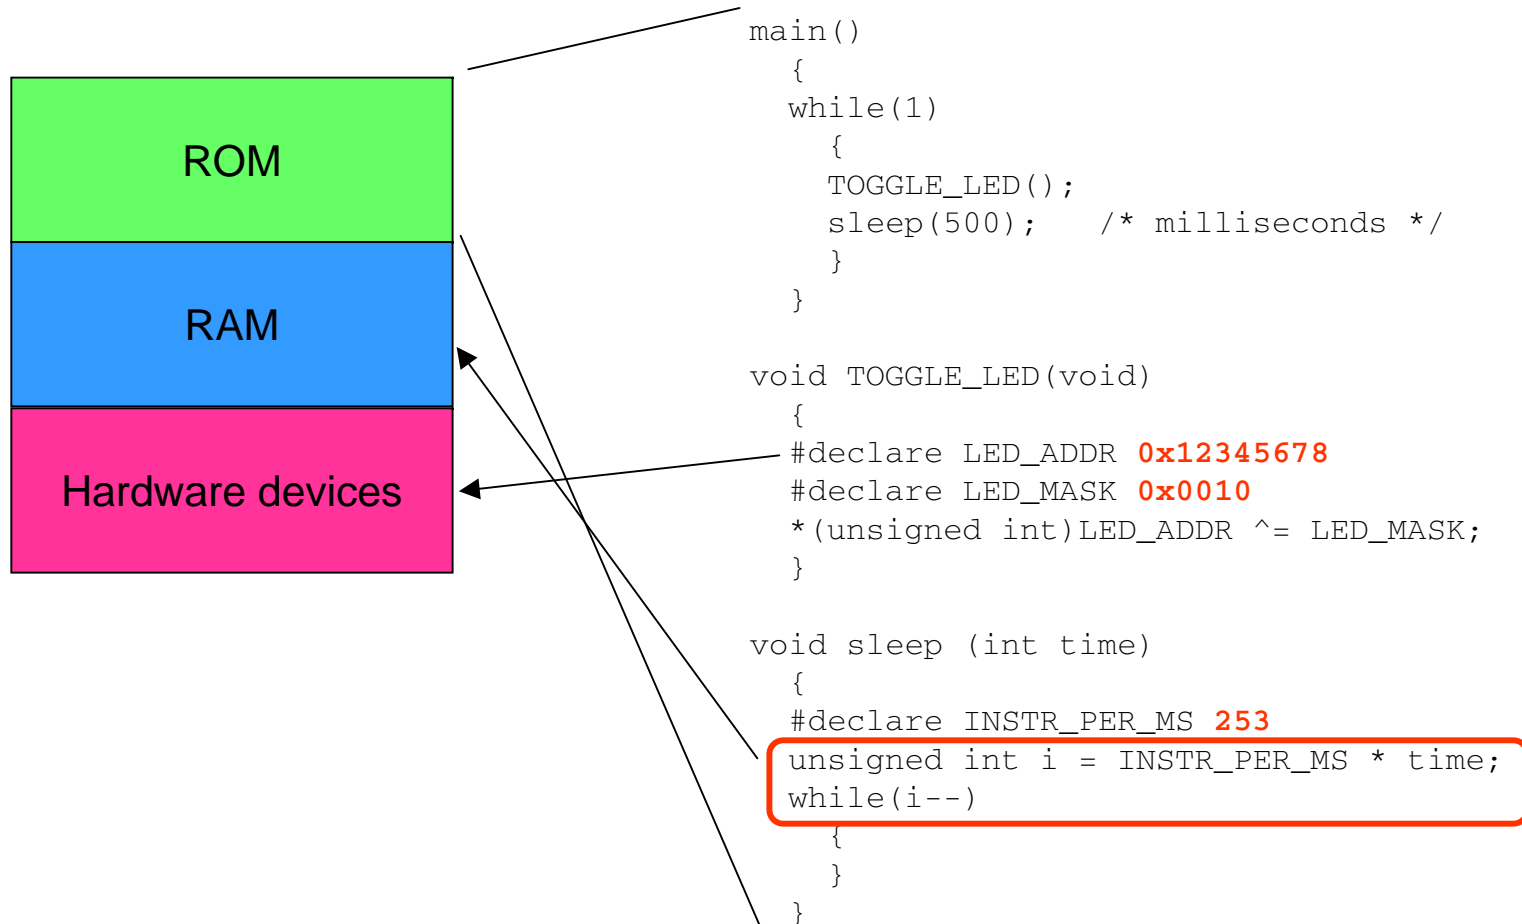 ROM
RAM
Hardware devices
main()
{
while(1)
{
TOGGLE_LED();
sleep(500); /* milliseconds */
}
}
void TOGGLE_LED(void)
{
#declare LED_ADDR 0x12345678
#declare LED_MASK 0x0010
*(unsigned int)LED_ADDR ^= LED_MASK;
}
void sleep (int time)
{
#declare INSTR_PER_MS 253
unsigned int i = INSTR_PER_MS * time;
while(i--)
{
}
}